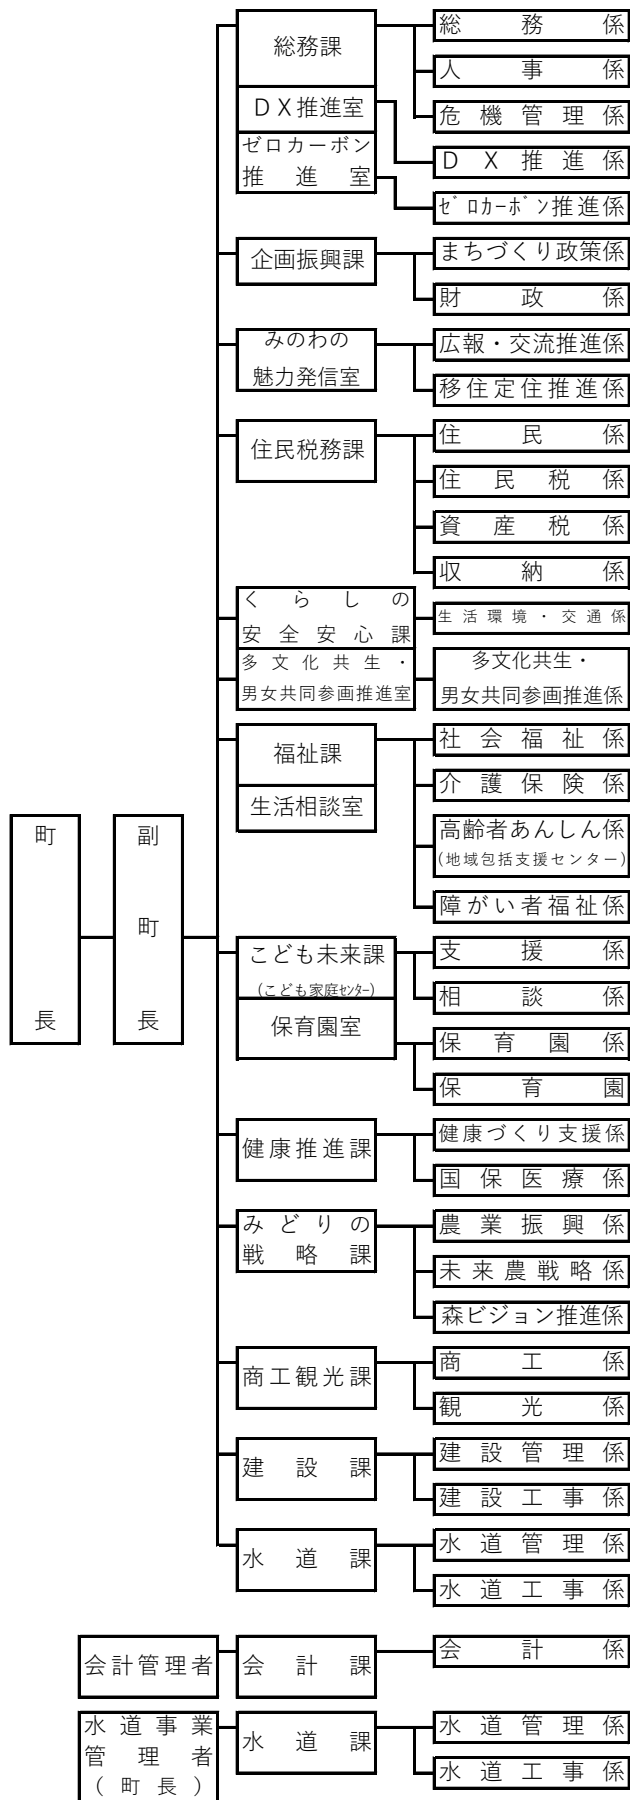 町長
副町長
総務課
総務係
人事係
危機管理係
ＤＸ推進室
ＤＸ推進係
ゼロカーボン
推進室
ｾﾞﾛｶｰﾎﾞﾝ推進係
企画振興課
まちづくり政策係
財政係
みのわの
魅力発信室
広報・交流推進係
移住定住推進係
住民税務課
住民係
住民税係
資産税係
収納係
くらしの
安全安心課
生活環境・交通係
多文化共生・
男女共同参画推進室
多文化共生・
男女共同参画推進係
福祉課
生活相談室
社会福祉係
介護保険係
高齢者あんしん係
(地域包括支援センター)
障がい者福祉係
こども未来課
(こども家庭ｾﾝﾀｰ)
支援係
相談係
保育園室
保育園係
保育園
健康推進課
健康づくり支援係
国保医療係
みどりの
戦略課
農業振興係
未来農戦略係
森ビジョン推進係
商工観光課
商工係
観光係
建設課
建設管理係
建設工事係
水道課
水道管理係
水道工事係
会計管理者
会計課
会計係
水道事業
管理者
(町長)
水道課
水道管理係
水道工事係